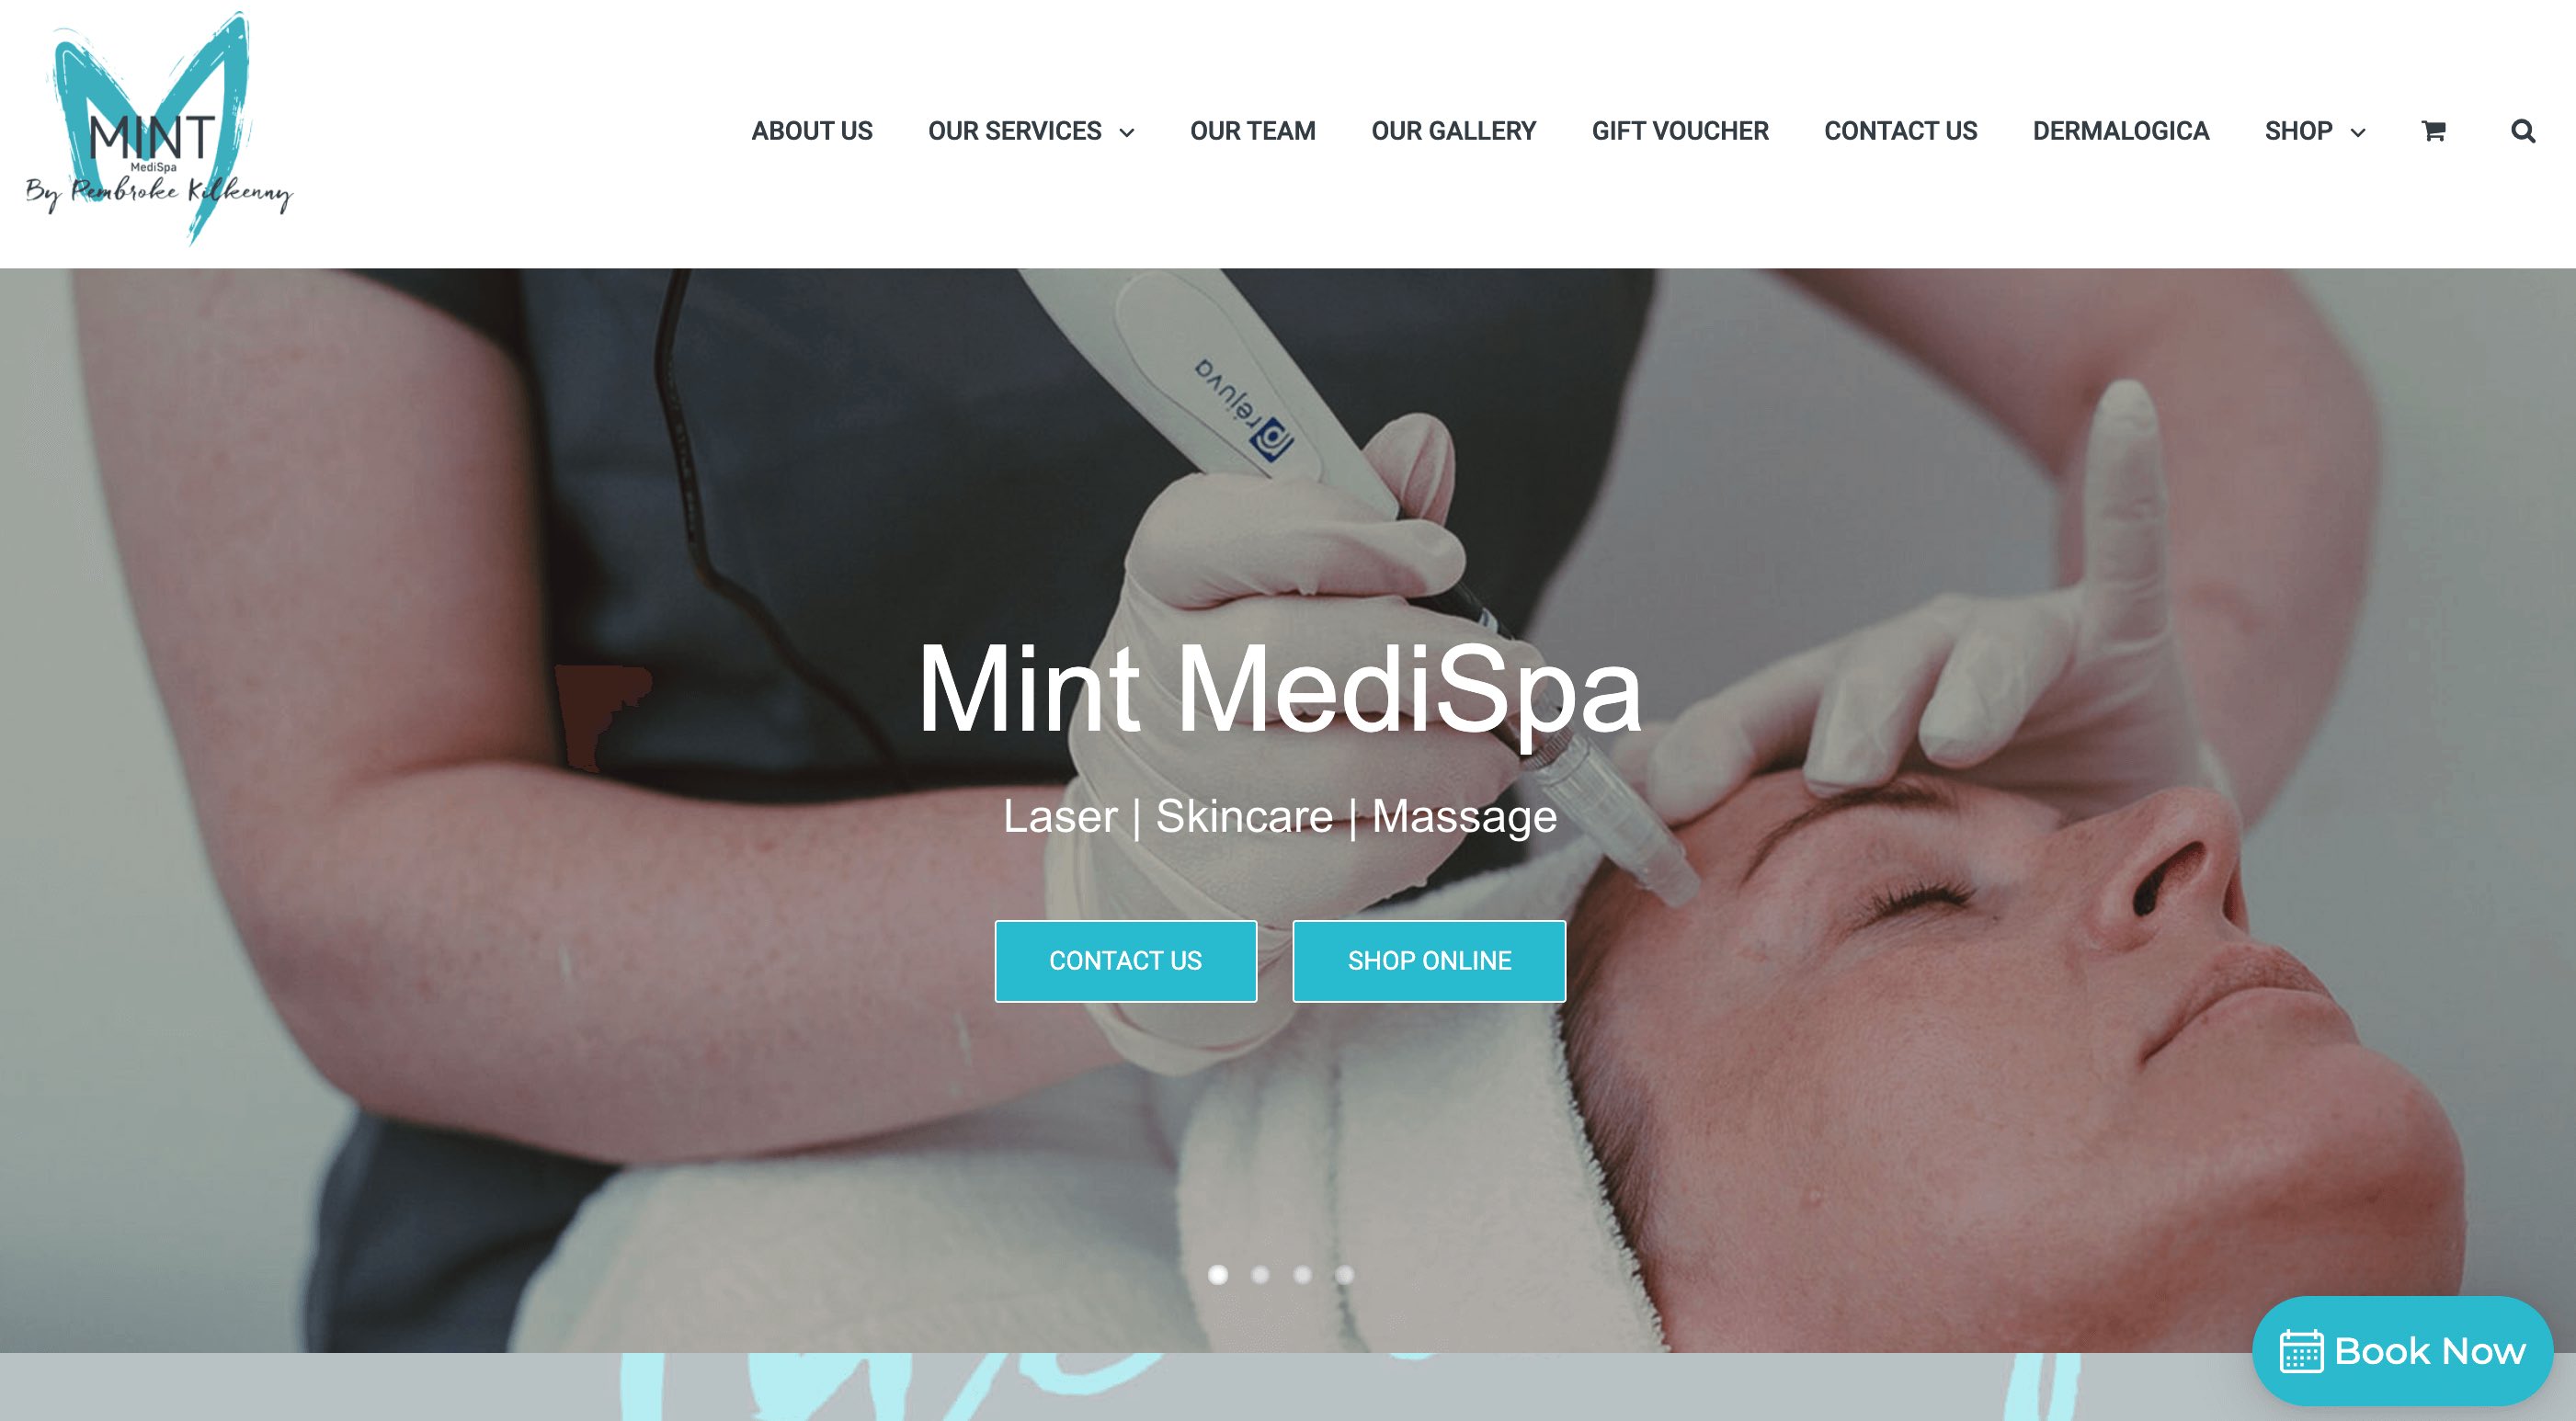 MINT
MediSpa
By Pembroke Kilkenny
ABOUT US
OUR SERVICES
OUR TEAM
OUR GALLERY
GIFT VOUCHER
CONTACT US
DERMALOGICA
SHOP
rejuva
Mint MediSpa
Laser | Skincare | Massage
CONTACT US
SHOP ONLINE
Book Now